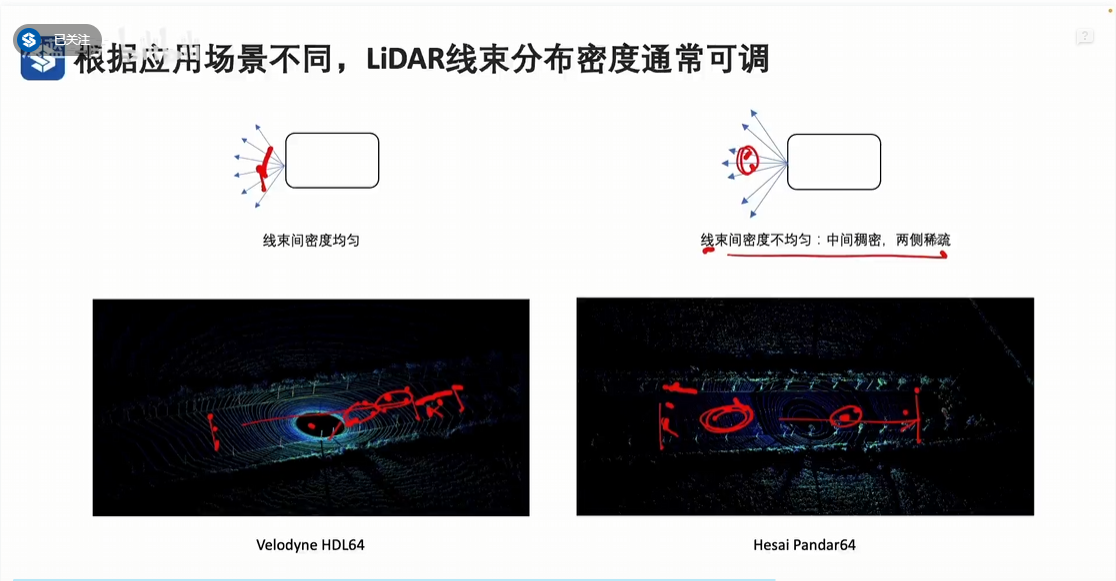 已关注
根据应用场景不同，LiDAR线束分布密度通常可调
?
线束间密度均匀
线束间密度不均匀：中间稠密，两侧稀疏
Velodyne HDL64
Hesai Pandar64